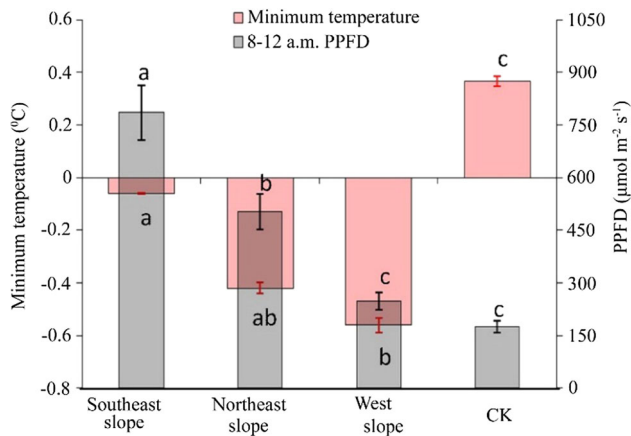 Minimum temperature
8-12 a.m. PPFD
Minimum temperature (⁰C)
0.6
0.4
0.2
0
-0.2
-0.4
-0.6
-0.8
PPFD (μmol m⁻² s⁻¹)
1050
900
750
600
450
300
150
0
a
a
b
ab
c
b
c
c
Southeast
slope
Northeast
slope
West
slope
CK